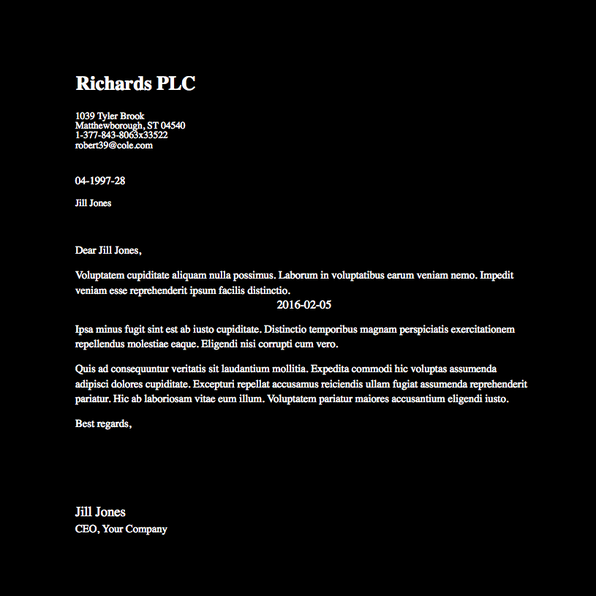 Richards PLC
1039 Tyler Brook
Matthewborough, ST 04540
1-377-843-8063x33522
robert39@cole.com
04-1997-28
Jill Jones
Dear Jill Jones,
Voluptatem cupiditate aliquam nulla possimus. Laborum in voluptatibus earum veniam nemo. Impedit
veniam esse reprehenderit ipsum facilis distinctio.
2016-02-05
Ipsa minus fugit sint est ab iusto cupiditate. Distinctio temporibus magnam perspiciatis exercitationem
repellendus molestiae eaque. Eligendi nisi corrupti cum vero.
Quis ad consequuntur veritatis sit laudantium mollitia. Expedita commodi hic voluptas assumenda
adipisci dolores cupiditate. Excepturi repellat accusamus reiciendis ullam fugiat assumenda reprehenderit
pariatur. Hic ab laboriosam vitae eum illum. Voluptatem pariatur maiores accusantium eligendi iusto.
Best regards,
Jill Jones
CEO, Your Company